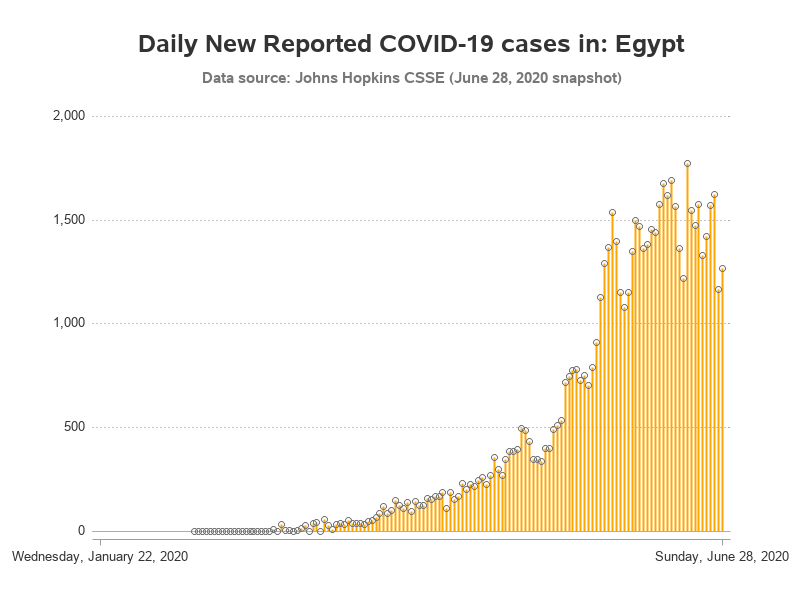 Daily New Reported COVID-19 cases in: Egypt
Data source: Johns Hopkins CSSE (June 28, 2020 snapshot)
2,000
1,500
1,000
500
0
Wednesday, January 22, 2020
Sunday, June 28, 2020